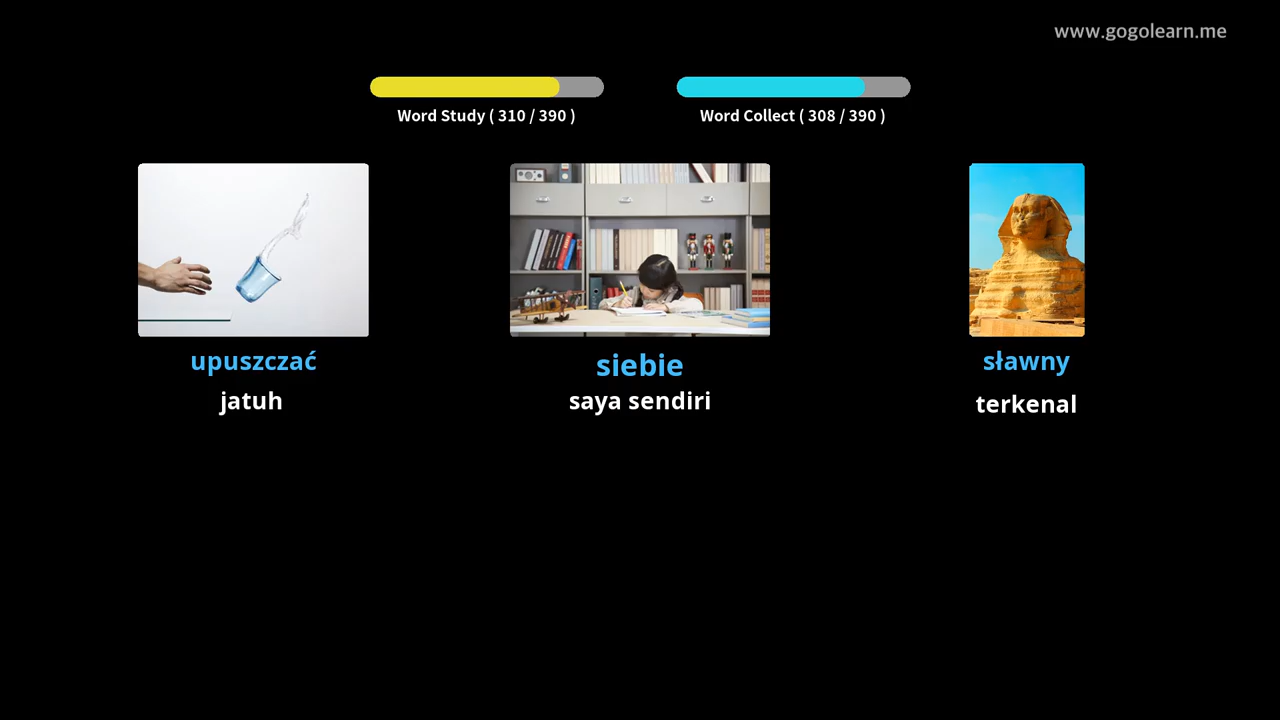 www.gogolearn.me
Word Study ( 310 / 390 )
Word Collect ( 308 / 390 )
upuszczać
jatuh
siebie
saya sendiri
sławny
terkenal